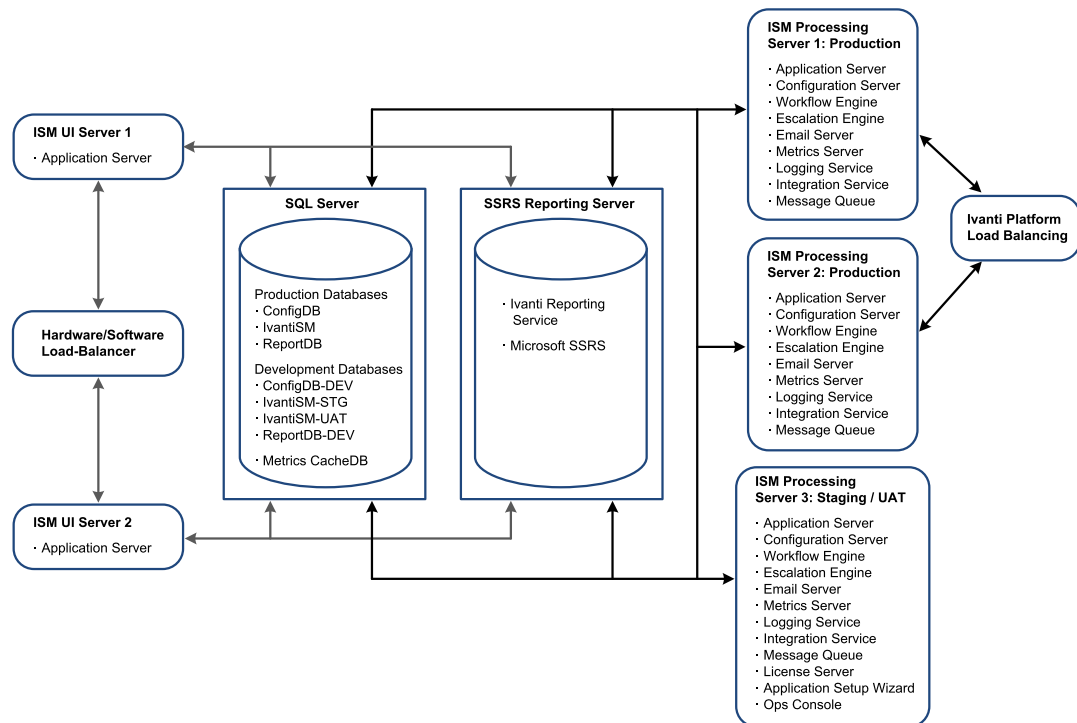 ISM UI Server 1
· Application Server
Hardware/Software
Load-Balancer
ISM UI Server 2
· Application Server
SQL Server
Production Databases
· ConfigDB
· IvantiSM
· ReportDB
Development Databases
· ConfigDB-DEV
· IvantiSM-STG
· IvantiSM-UAT
· ReportDB-DEV
· Metrics CacheDB
SSRS Reporting Server
· Ivanti Reporting
Service
· Microsoft SSRS
ISM Processing
Server 1: Production
· Application Server
· Configuration Server
· Workflow Engine
· Escalation Engine
· Email Server
· Metrics Server
· Logging Service
· Integration Service
· Message Queue
ISM Processing
Server 2: Production
· Application Server
· Configuration Server
· Workflow Engine
· Escalation Engine
· Email Server
· Metrics Server
· Logging Service
· Integration Service
· Message Queue
ISM Processing
Server 3: Staging / UAT
· Application Server
· Configuration Server
· Workflow Engine
· Escalation Engine
· Email Server
· Metrics Server
· Logging Service
· Integration Service
· Message Queue
· License Server
· Application Setup Wizard
· Ops Console
Ivanti Platform
Load Balancing